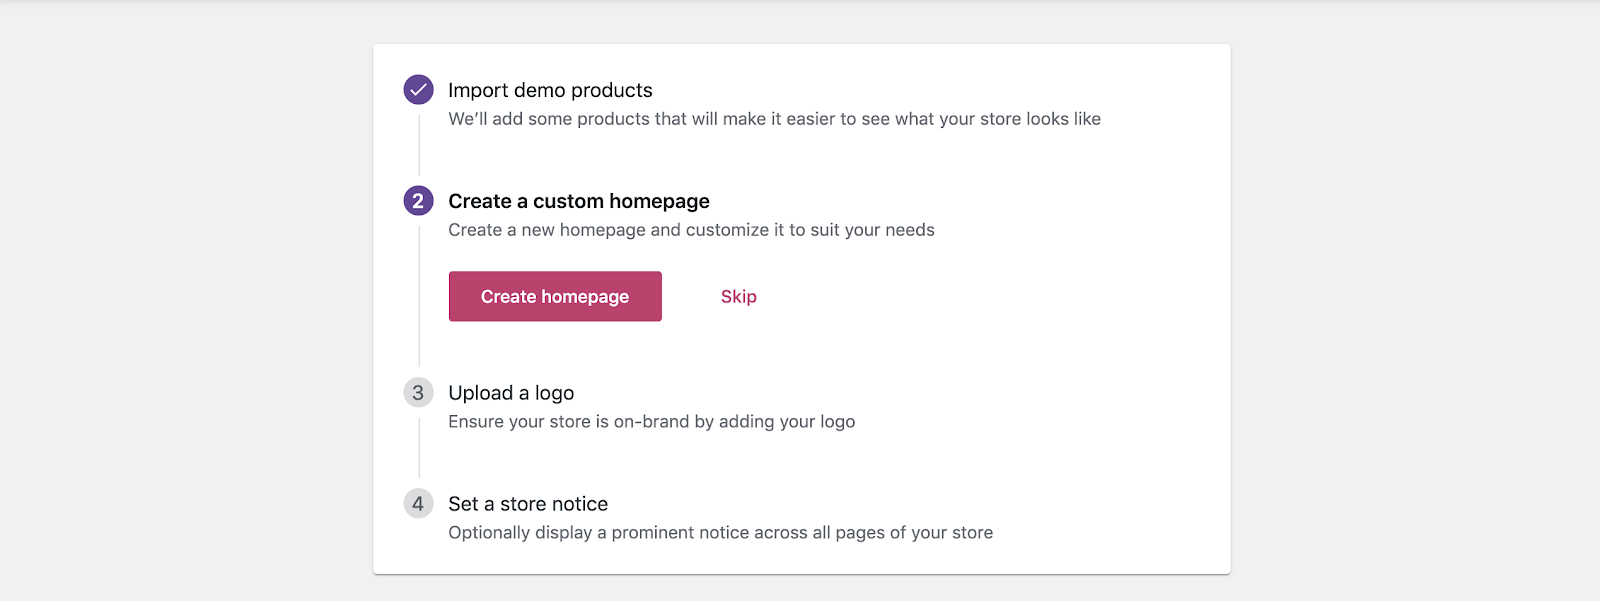 Import demo products
We’ll add some products that will make it easier to see what your store looks like
2 Create a custom homepage
Create a new homepage and customize it to suit your needs
Create homepage Skip
3 Upload a logo
Ensure your store is on-brand by adding your logo
4 Set a store notice
Optionally display a prominent notice across all pages of your store